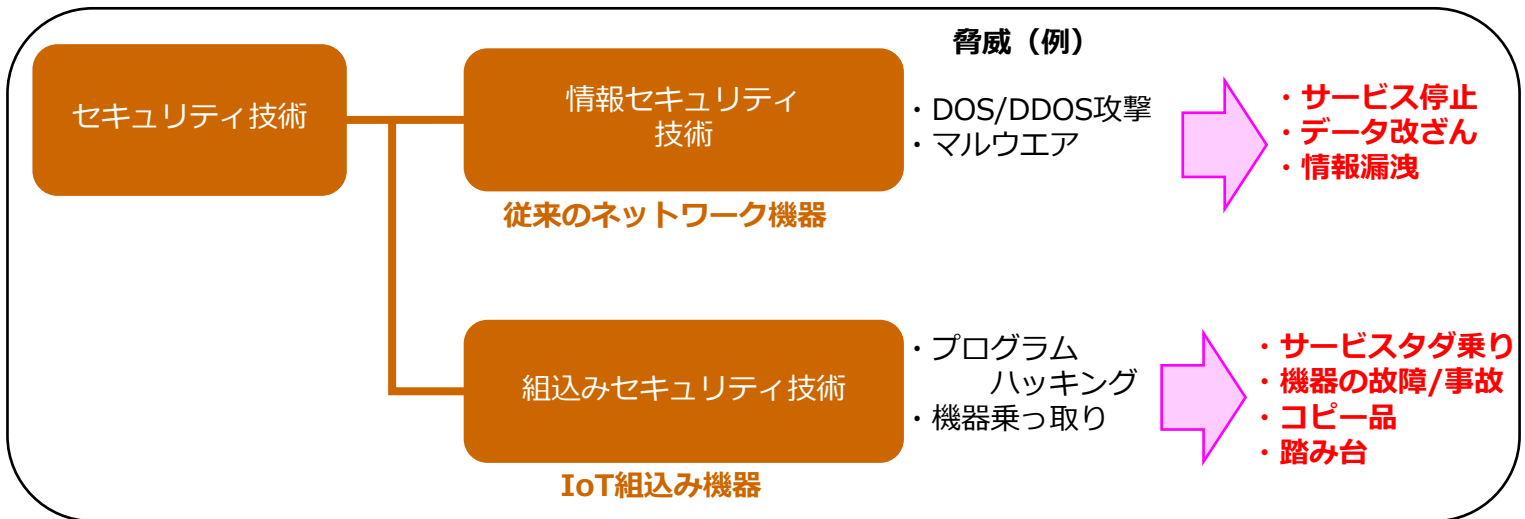 脅威（例）
セキュリティ技術
情報セキュリティ
技術
従来のネットワーク機器
・DOS/DDOS攻撃
・マルウエア
・サービス停止
・データ改ざん
・情報漏洩
組込みセキュリティ技術
IoT組込み機器
・プログラム
ハッキング
・機器乗っ取り
・サービスタダ乗り
・機器の故障/事故
・コピー品
・踏み台